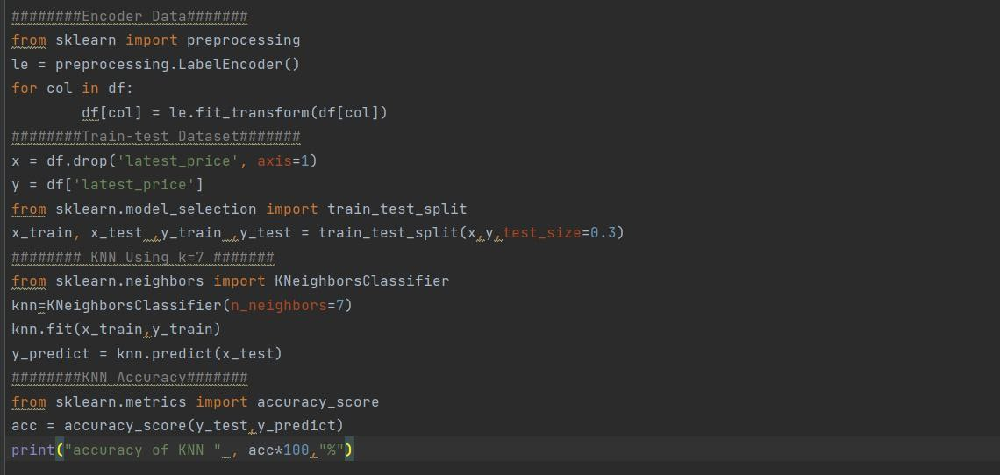 ########Encoder Data#######
from sklearn import preprocessing
le = preprocessing.LabelEncoder()
for col in df:
        df[col] = le.fit_transform(df[col])
########Train-test Dataset#######
x = df.drop('latest_price', axis=1)
y = df['latest_price']
from sklearn.model_selection import train_test_split
x_train, x_test ,y_train ,y_test = train_test_split(x,y,test_size=0.3)
######## KNN Using k=7 #######
from sklearn.neighbors import KNeighborsClassifier
knn=KNeighborsClassifier(n_neighbors=7)
knn.fit(x_train,y_train)
y_predict = knn.predict(x_test)
########KNN Accuracy#######
from sklearn.metrics import accuracy_score
acc = accuracy_score(y_test,y_predict)
print("accuracy of KNN " , acc*100,"%")